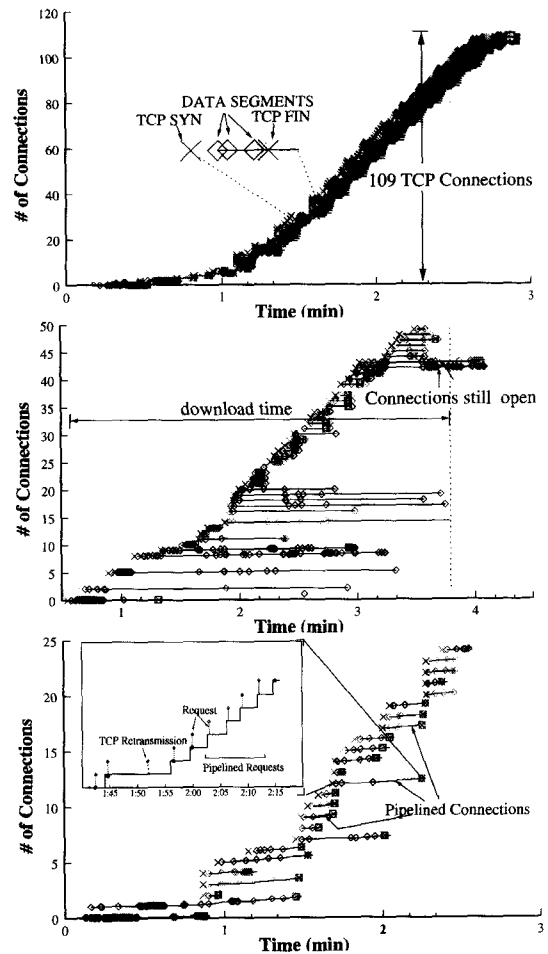 120
100
80
60
40
20
0
# of Connections
DATA SEGMENTS
TCP SYN
TCP FIN
109 TCP Connections
0
1
2
3
Time (min)
50
45
40
35
30
25
20
15
10
5
0
# of Connections
download time
Connections still open
1
2
3
4
Time (min)
25
20
15
10
5
0
# of Connections
Request
TCP Retransmission
Pipelined Requests
1:45
1:50
1:55
2:00
2:05
2:10
2:15
Pipelined Connections
0
1
2
3
Time (min)